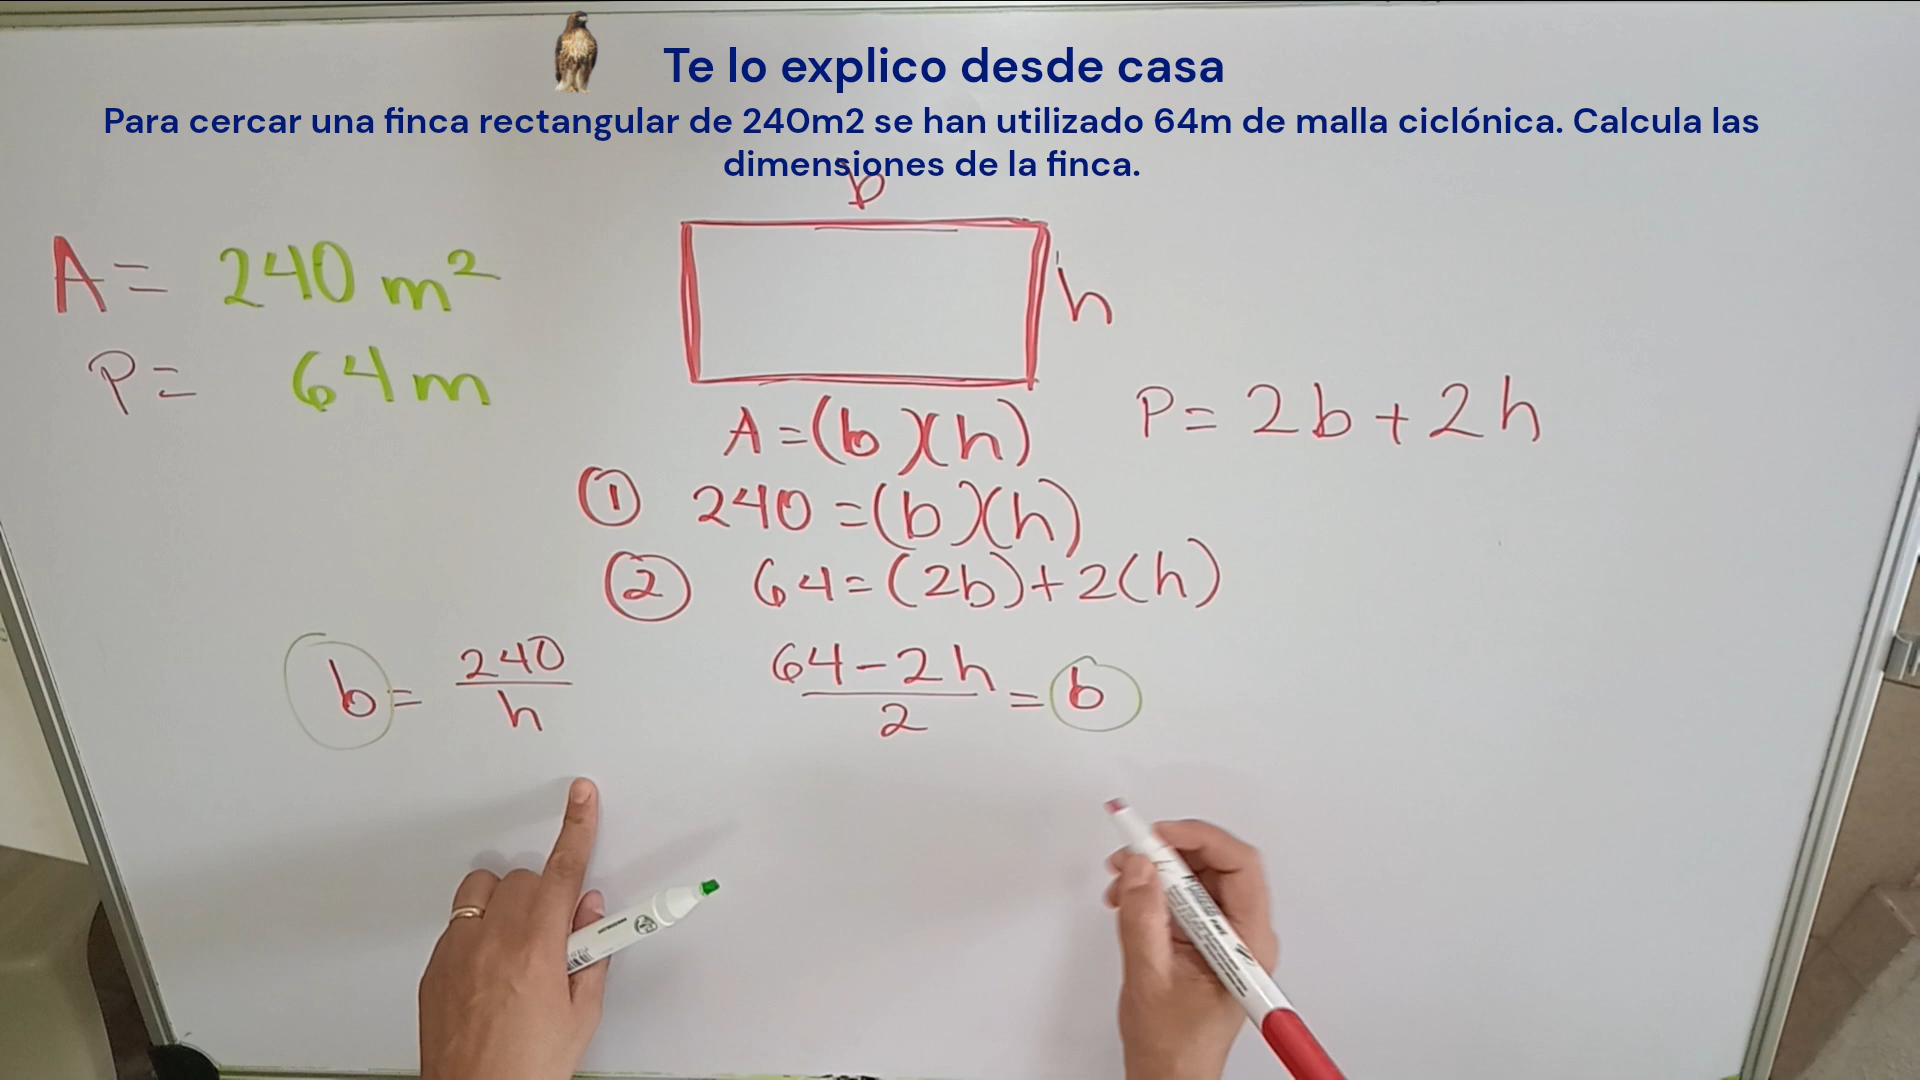 Te lo explico desde casa
Para cercar una finca rectangular de 240m2 se han utilizado 64m de malla ciclónica. Calcula las
dimensiones de la finca.
b
h
A = 240 m²
P = 64 m
A = (b)(h)
P = 2b + 2h
① 240 = (b)(h)
② 64 = (2b) + 2(h)
b = 240/h
64 - 2h/2 = b